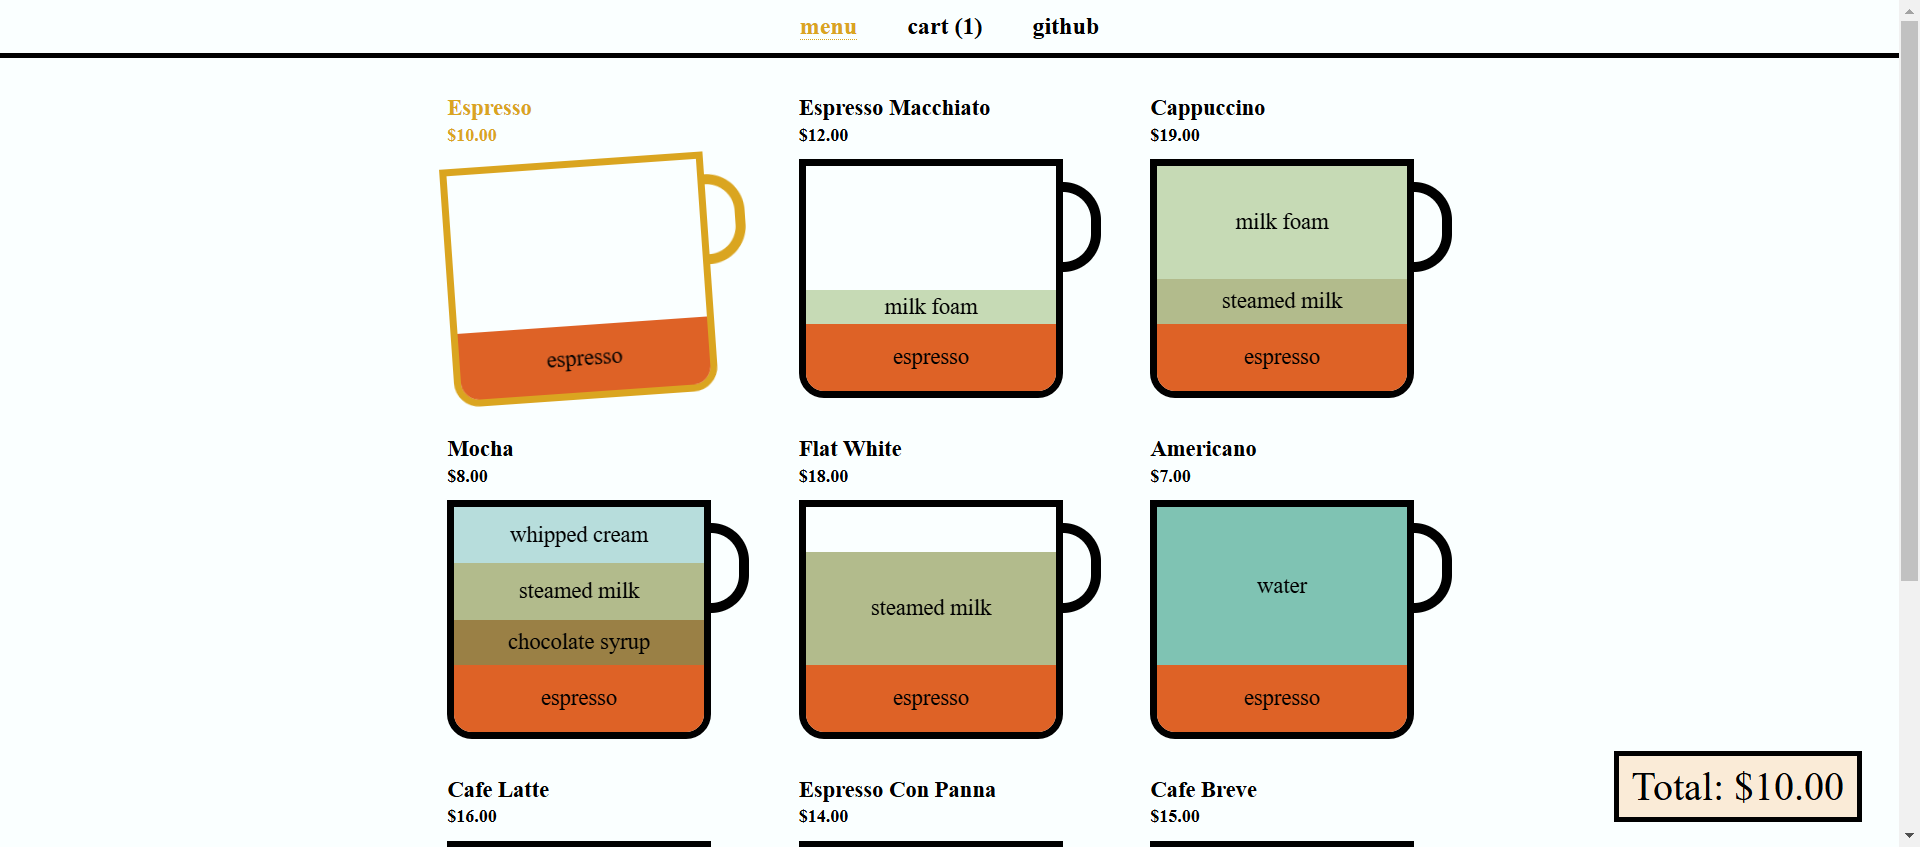 menu cart (1) github
Espresso
$10.00
espresso
Espresso Macchiato
$12.00
milk foam
espresso
Cappuccino
$19.00
milk foam
steamed milk
espresso
Mocha
$8.00
whipped cream
steamed milk
chocolate syrup
espresso
Flat White
$18.00
steamed milk
espresso
Americano
$7.00
water
espresso
Cafe Latte
$16.00
Espresso Con Panna
$14.00
Cafe Breve
$15.00
Total: $10.00